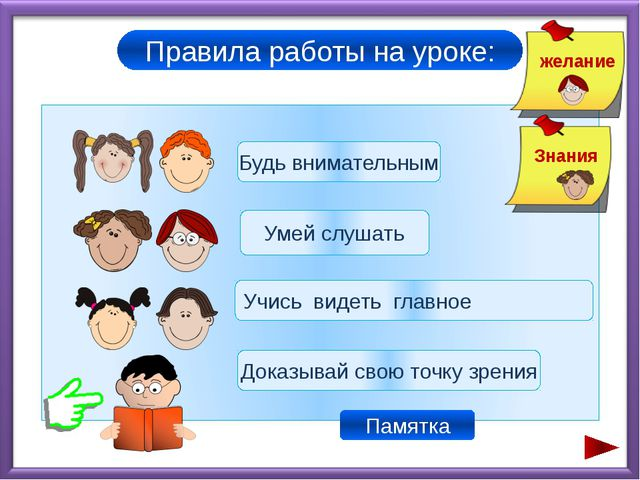 Правила работы на уроке:
желание
Знания
Будь внимательным
Умей слушать
Учись видеть главное
Доказывай свою точку зрения
Памятка